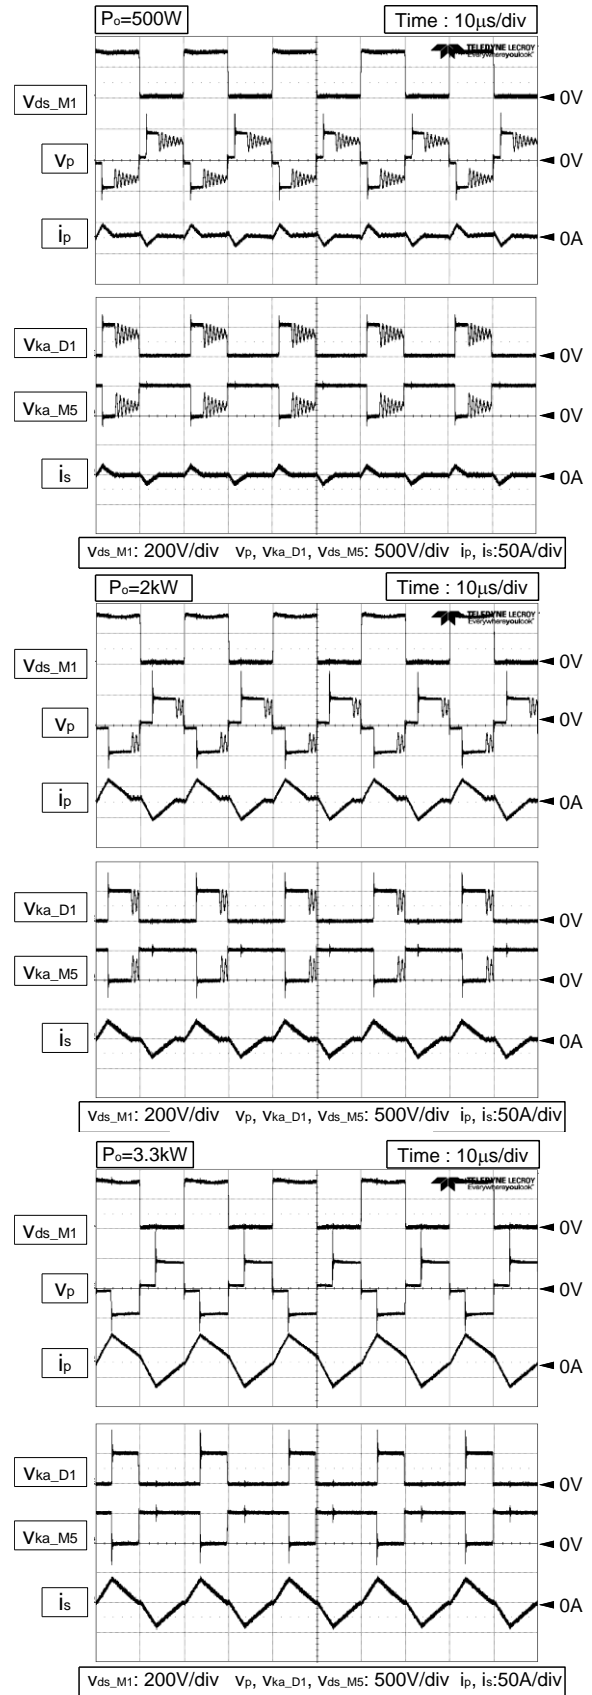 Po=500W Time : 10µs/div
TELEDYNE LECROY
Everywhereyoulook
Vds_M1 0V
Vp 0V
ip 0A
Vka_D1 0V
Vka_M5 0V
is 0A
Vds_M1: 200V/div vp, vka_D1, vds_M5: 500V/div ip, is:50A/div
Po=2kW Time : 10µs/div
TELEDYNE LECROY
Everywhereyoulook
Vds_M1 0V
Vp 0V
ip 0A
Vka_D1 0V
Vka_M5 0V
is 0A
Vds_M1: 200V/div vp, vka_D1, vds_M5: 500V/div ip, is:50A/div
Po=3.3kW Time : 10µs/div
TELEDYNE LECROY
Everywhereyoulook
Vds_M1 0V
Vp 0V
ip 0A
Vka_D1 0V
Vka_M5 0V
is 0A
Vds_M1: 200V/div vp, vka_D1, vds_M5: 500V/div ip, is:50A/div